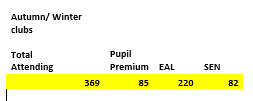 Autumn/ Winter
clubs
Total Pupil
Attending Premium EAL SEN
369 85 220 82